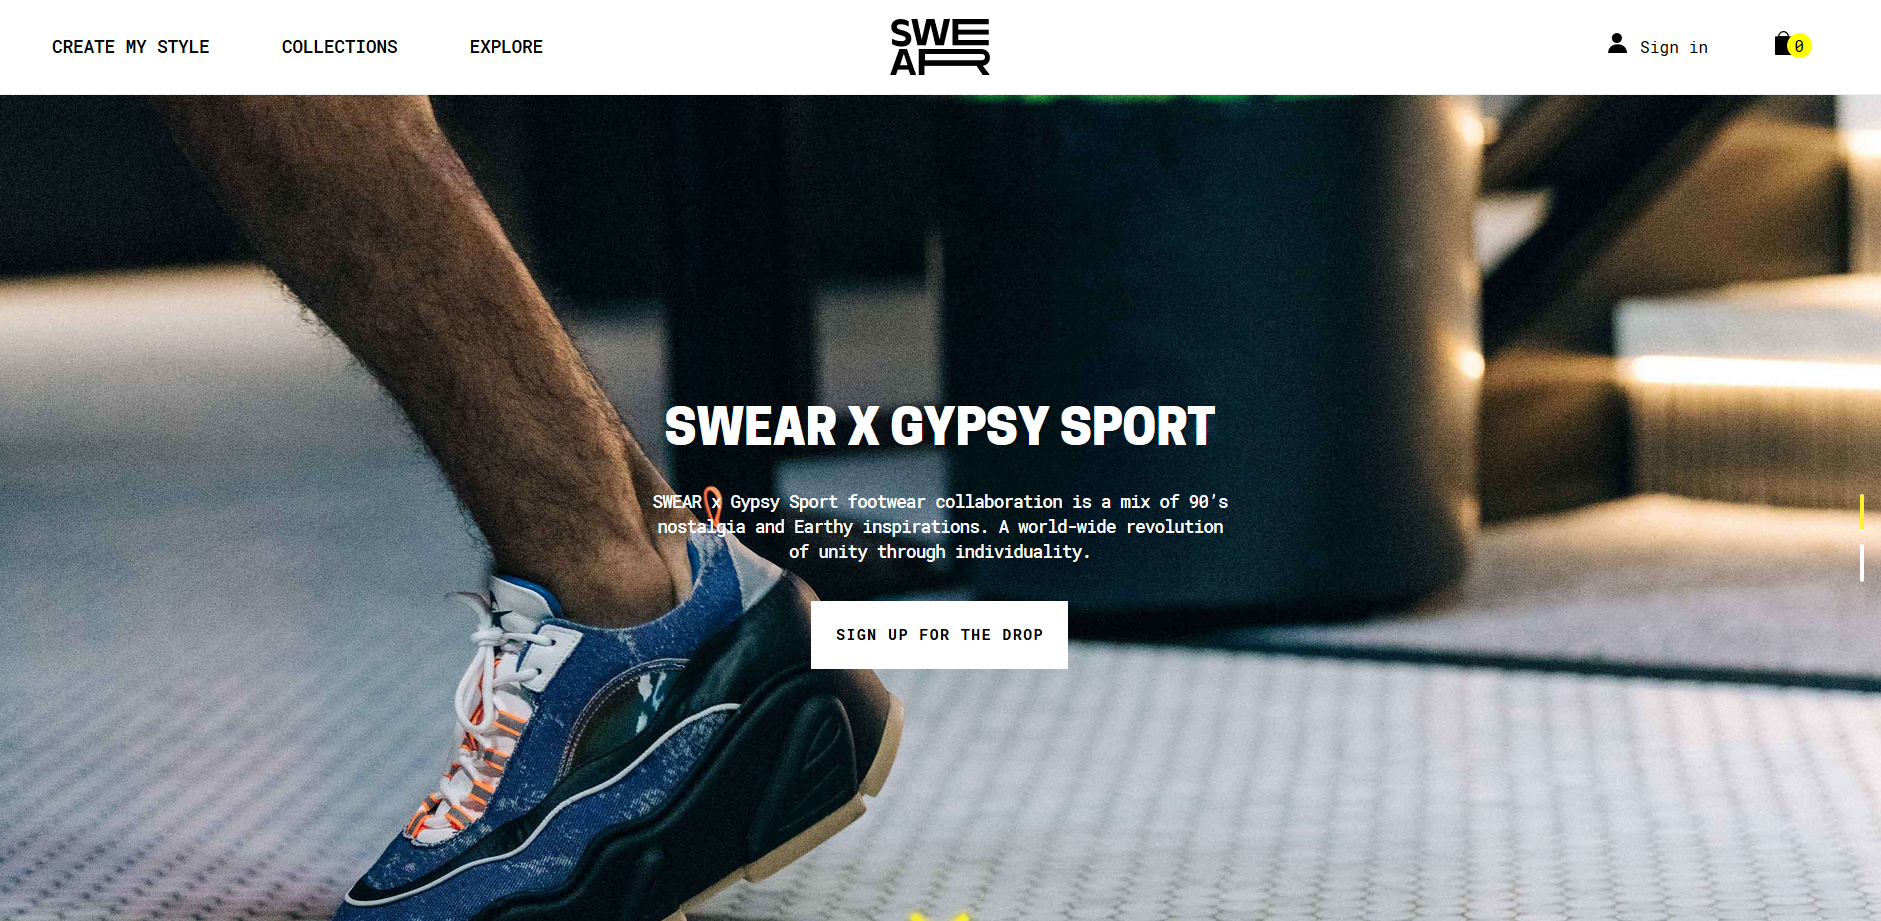 CREATE MY STYLE
COLLECTIONS
EXPLORE
SWE
AR
Sign in
0
SWEAR X GYPSY SPORT
SWEAR x Gypsy Sport footwear collaboration is a mix of 90's
nostalgia and Earthy inspirations. A world-wide revolution
of unity through individuality.
SIGN UP FOR THE DROP